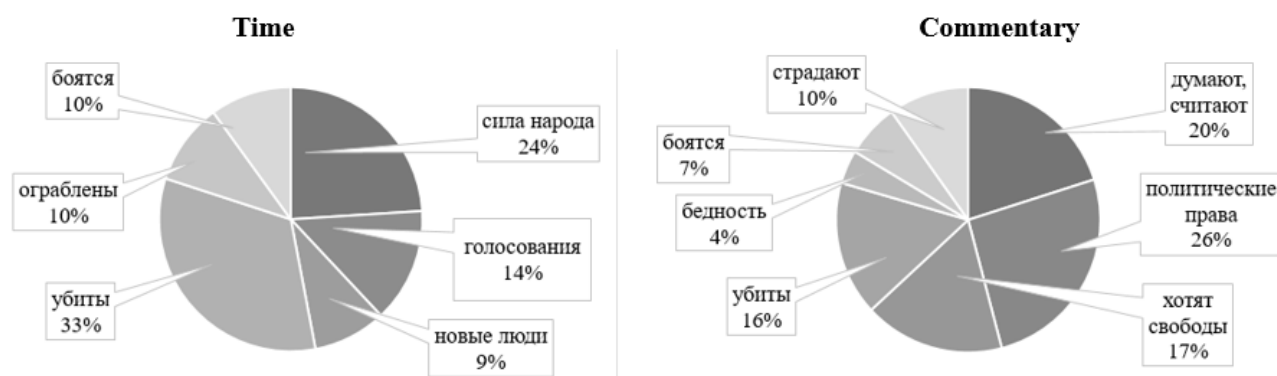 Time
боятся
10%
сила народа
24%
ограблены
10%
голосования
14%
убиты
33%
новые люди
9%
Commentary
страдают
10%
думают,
считают
20%
боятся
7%
политические
права
26%
бедность
4%
убиты
16%
хотят
свободы
17%